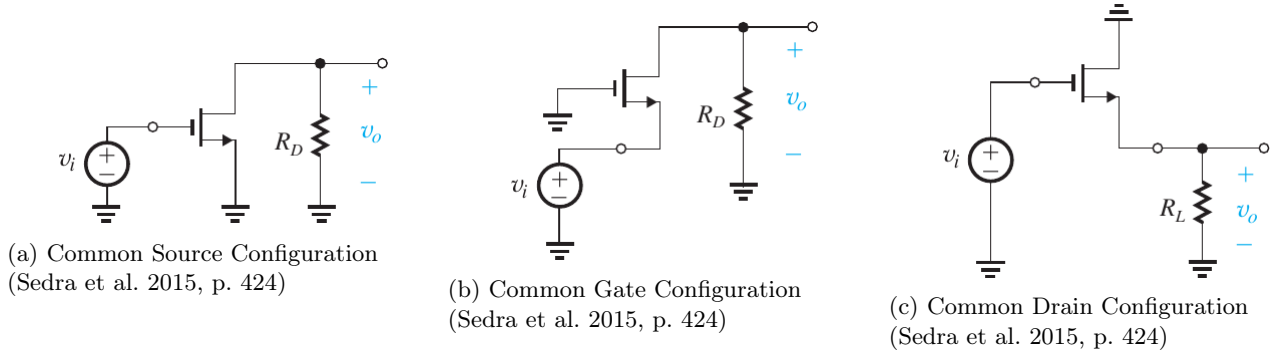 v_i
+
−
R_D
+
v_o
−
(a) Common Source Configuration
(Sedra et al. 2015, p. 424)
v_i
+
−
R_D
+
v_o
−
(b) Common Gate Configuration
(Sedra et al. 2015, p. 424)
v_i
+
−
R_L
+
v_o
−
(c) Common Drain Configuration
(Sedra et al. 2015, p. 424)